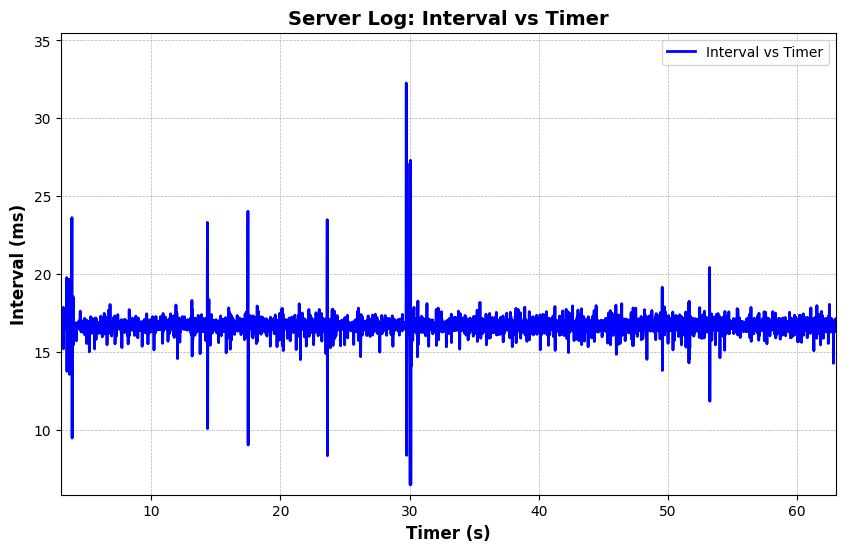 Server Log: Interval vs Timer
Interval vs Timer
35
30
25
20
15
10
Interval (ms)
10 20 30 40 50 60
Timer (s)